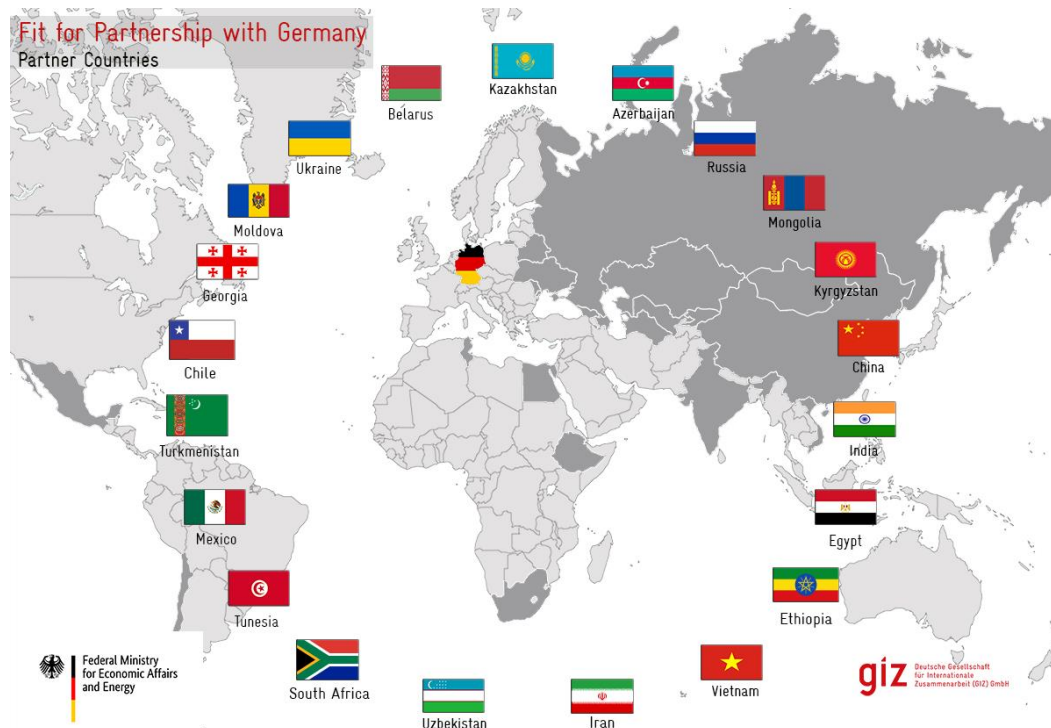 Fit for Partnership with Germany
Partner Countries
Kazakhstan
Belarus
Azerbaijan
Ukraine
Russia
Moldova
Mongolia
Georgia
Kyrgyzstan
Chile
China
Turkmenistan
India
Mexico
Egypt
Tunesia
Ethiopia
South Africa
Vietnam
Uzbekistan
Iran
Federal Ministry
for Economic Affairs
and Energy
giz
Deutsche Gesellschaft
für Internationale
Zusammenarbeit (GIZ) GmbH